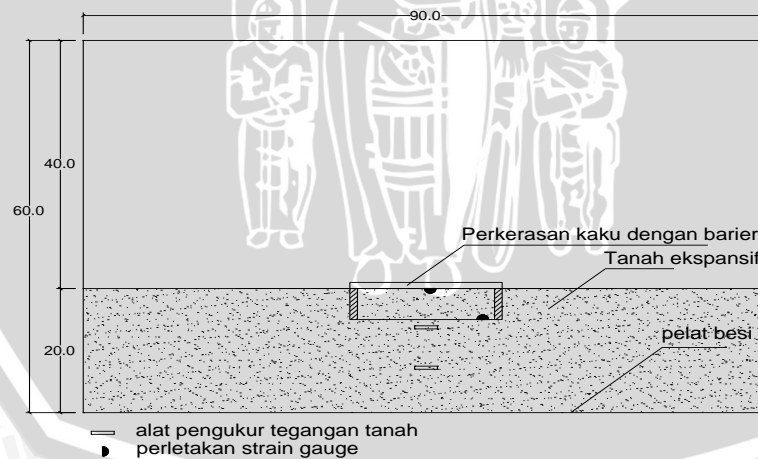 90.0
40.0
60.0
Perkerasan kaku dengan barier
Tanah ekspansif
pelat besi
20.0
alat pengukur tegangan tanah
perletakan strain gauge